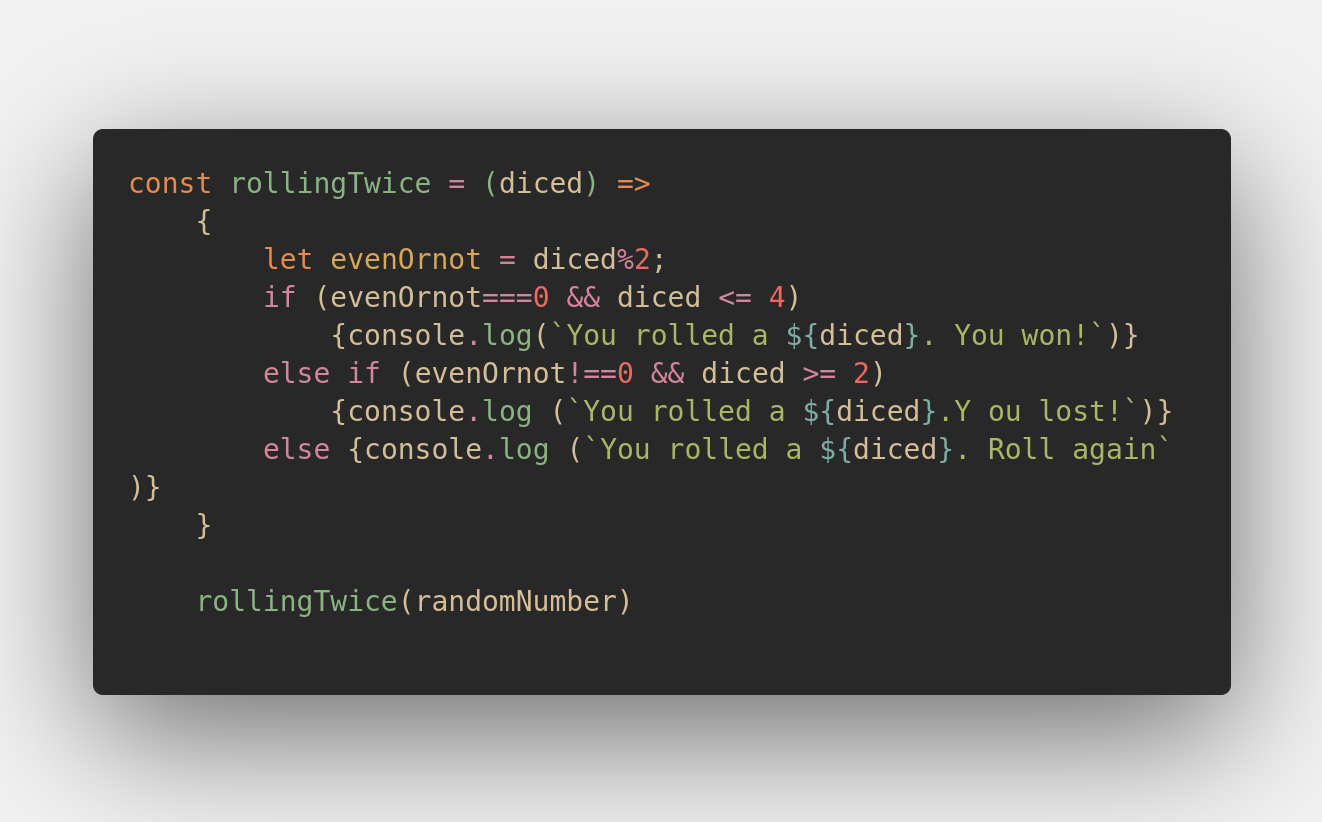 const rollingTwice = (diced) =>
    {
        let evenOrnot = diced%2;
        if (evenOrnot===0 && diced <= 4)
            {console.log(`You rolled a ${diced}. You won!`)}
        else if (evenOrnot!==0 && diced >= 2)
            {console.log (`You rolled a ${diced}.Y ou lost!`)}
        else {console.log (`You rolled a ${diced}. Roll again`
)}
    }

    rollingTwice(randomNumber)